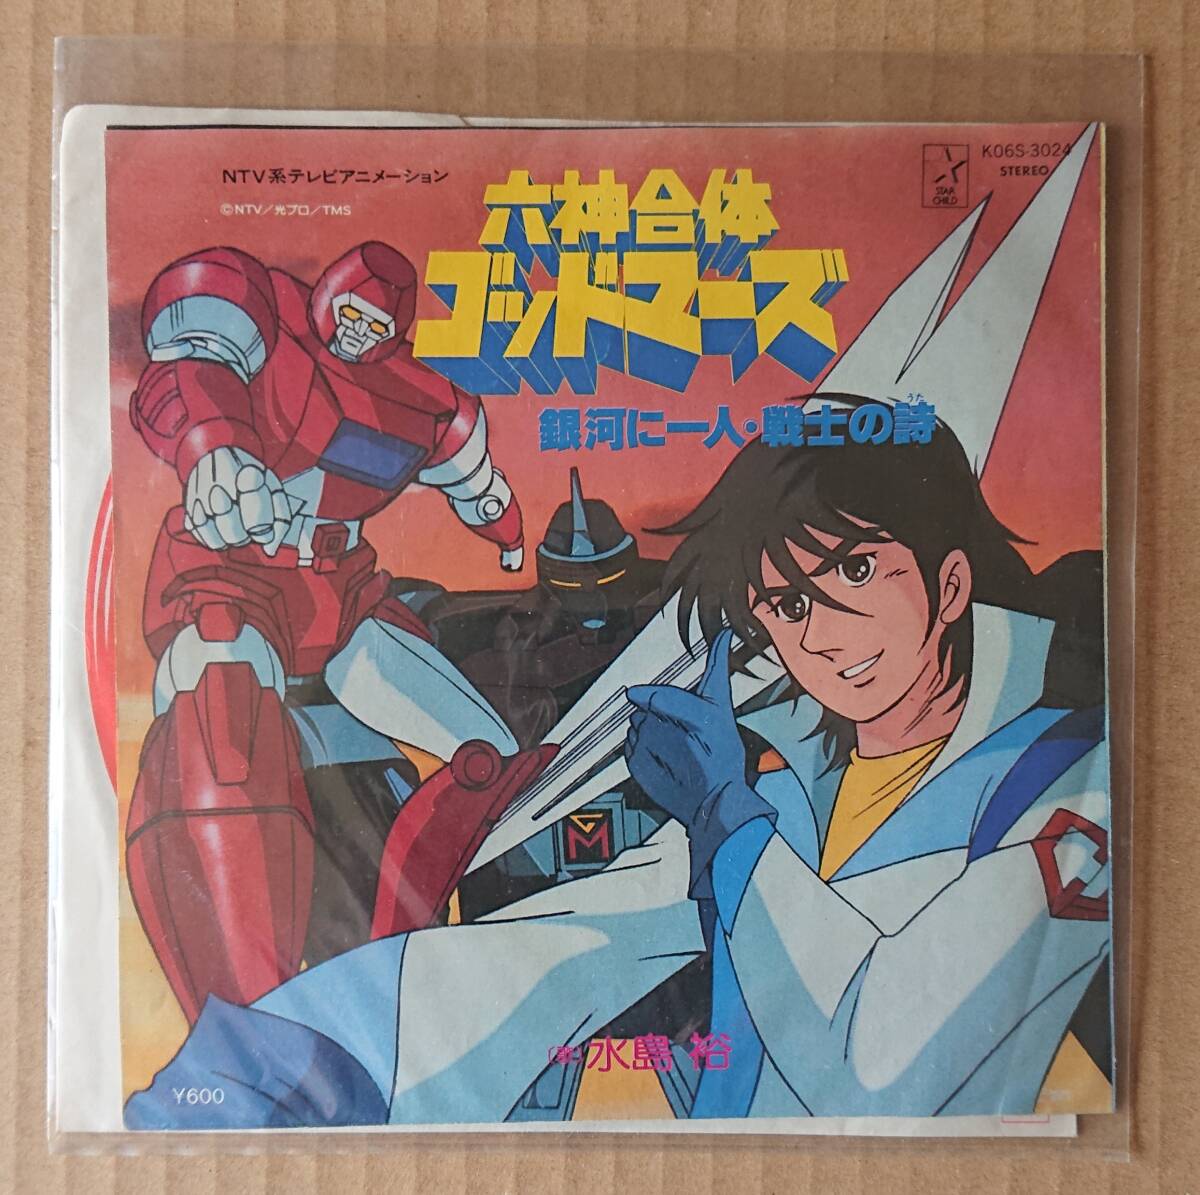 NTV系テレビアニメーション
©NTV/光プロ/TMS
K06S-3024
STEREO
STAR
CHILD
六神合体
ゴッドマーズ
うた
銀河に一人・戦士の詩
GM
(歌)水島 裕
¥600